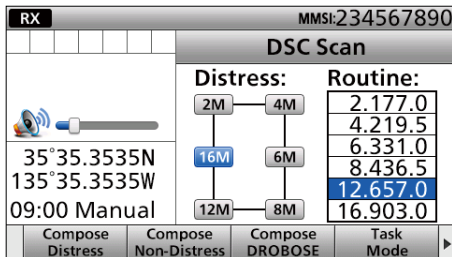 RX
MMSI:234567890
DSC Scan
Distress:
2M 4M
16M 6M
12M 8M
Routine:
2.177.0
4.219.5
6.331.0
8.436.5
12.657.0
16.903.0
35°35.3535N
135°35.3535W
09:00 Manual
Compose Distress
Compose Non-Distress
Compose DROBOSE
Task Mode